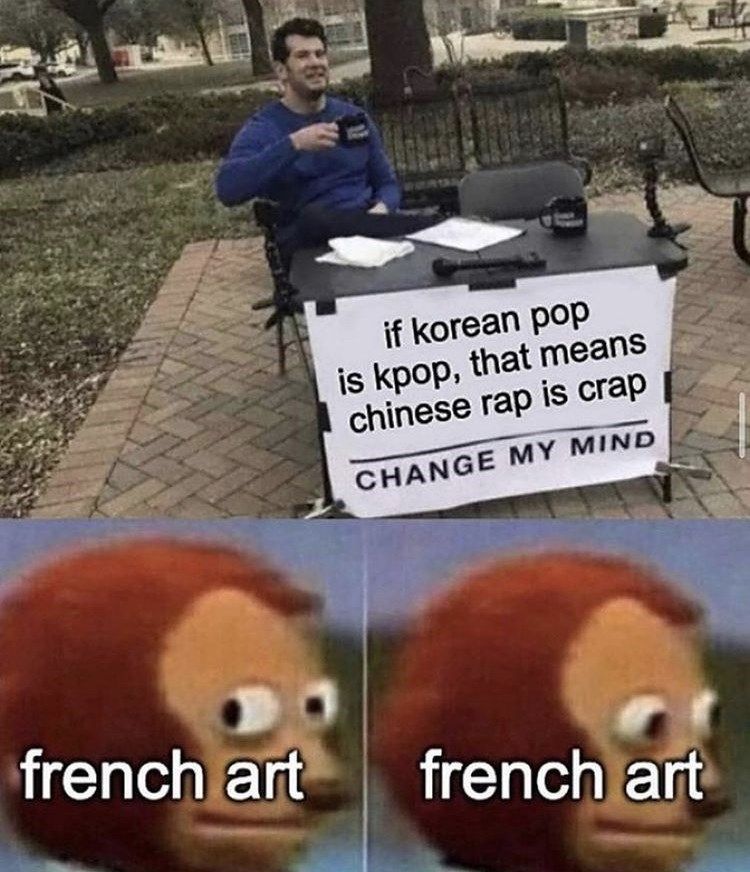 if korean pop
is kpop, that means
chinese rap is crap
CHANGE MY MIND
french art
french art